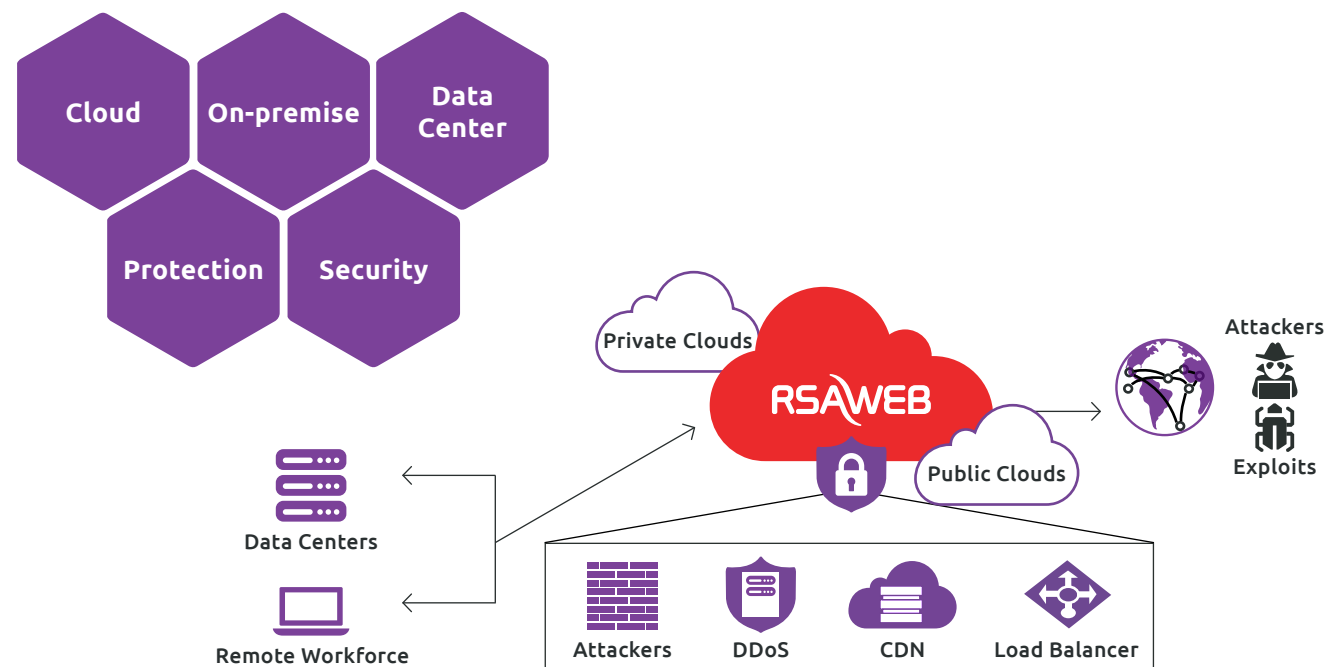 Cloud
On-premise
Data
Center
Protection
Security
Private Clouds
RSAWEB
Public Clouds
Attackers
Exploits
Data Centers
Remote Workforce
Attackers
DDoS
CDN
Load Balancer